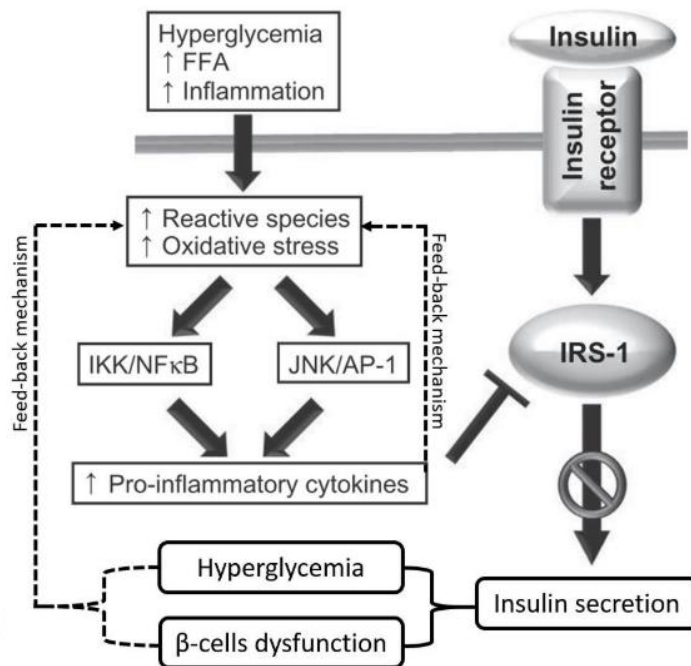 Hyperglycemia
↑ FFA
↑ Inflammation
Insulin
Insulin
receptor
↑ Reactive species
↑ Oxidative stress
Feed-back mechanism
Feed-back mechanism
IKK/NFκB
JNK/AP-1
IRS-1
↑ Pro-inflammatory cytokines
Hyperglycemia
Insulin secretion
β-cells dysfunction